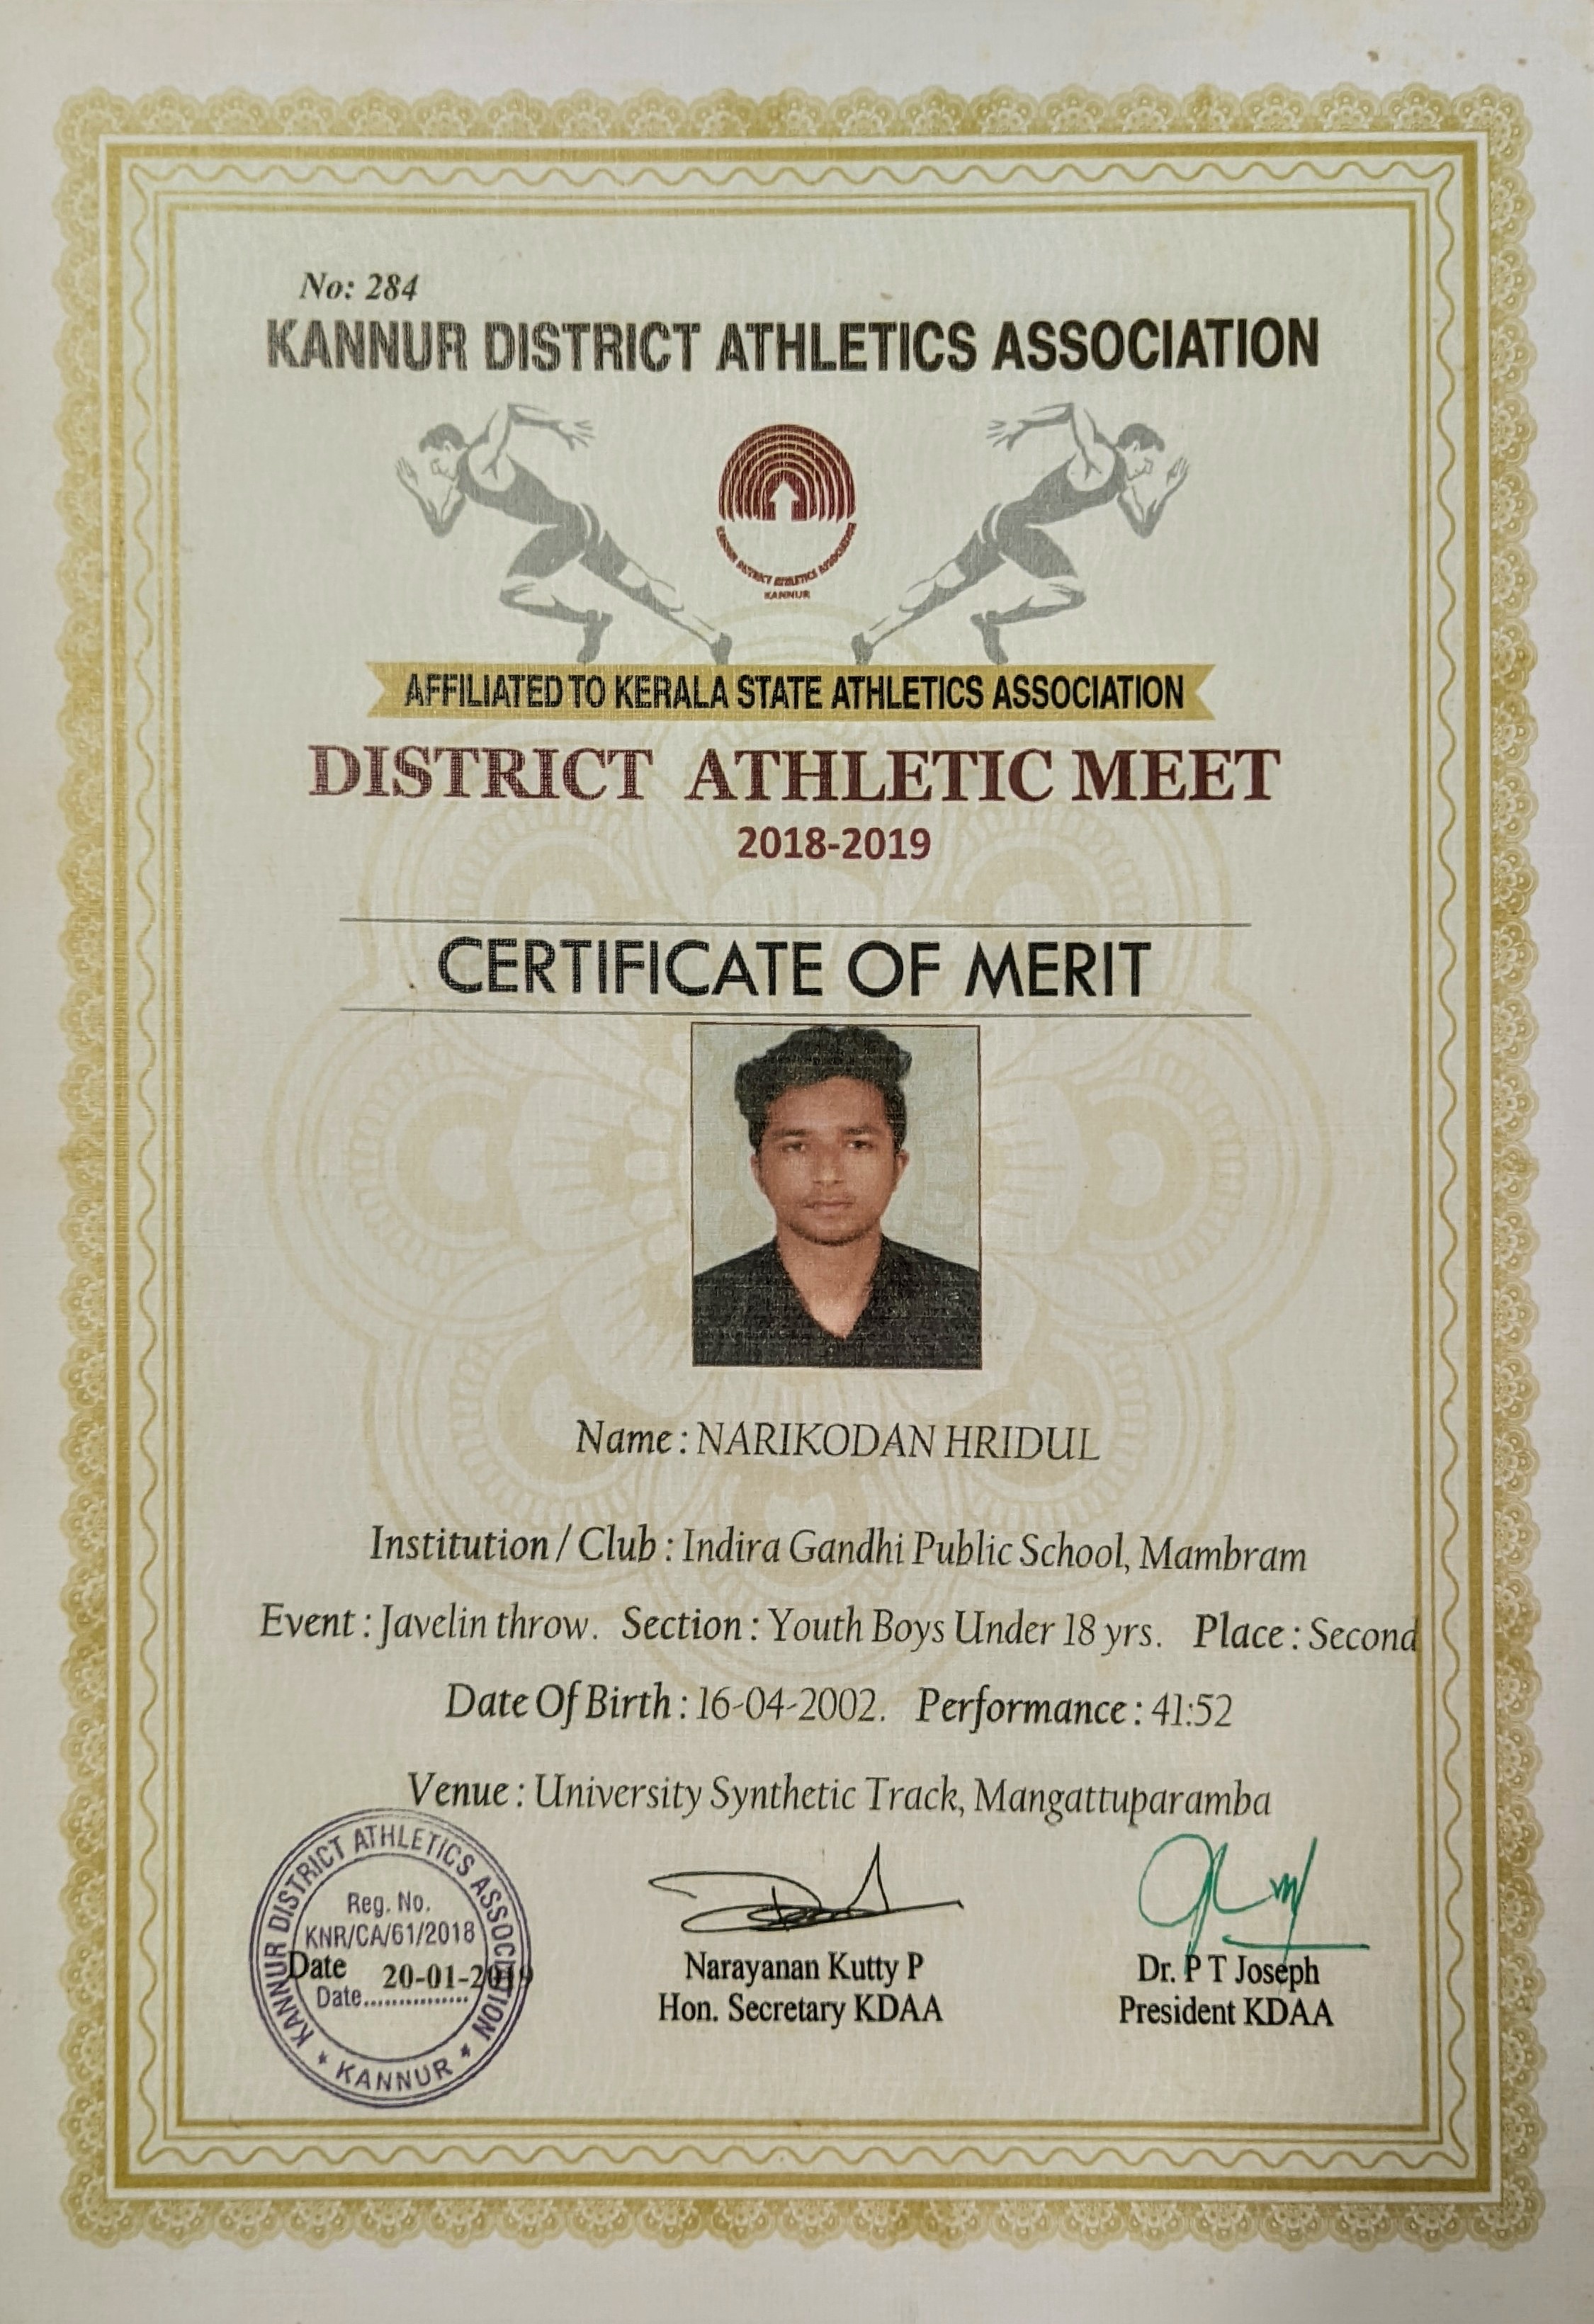 No: 284
KANNUR DISTRICT ATHLETICS ASSOCIATION
KANNUR DISTRICT ATHLETICS ASSOCIATION
KANNUR
AFFILIATED TO KERALA STATE ATHLETICS ASSOCIATION
DISTRICT ATHLETIC MEET
2018-2019
CERTIFICATE OF MERIT
Name : NARIKODAN HRIDUL
Institution / Club : Indira Gandhi Public School, Mambram
Event : Javelin throw. Section : Youth Boys Under 18 yrs. Place : Second
Date Of Birth : 16-04-2002. Performance : 41:52
Venue : University Synthetic Track, Mangattuparamba
KANNUR DISTRICT ATHLETICS ASSOCIATION
Reg. No.
KNR/CA/61/2018
Date 20-01-2019
Date...............
* KANNUR *
Narayanan Kutty P
Hon. Secretary KDAA
Dr. P T Joseph
President KDAA